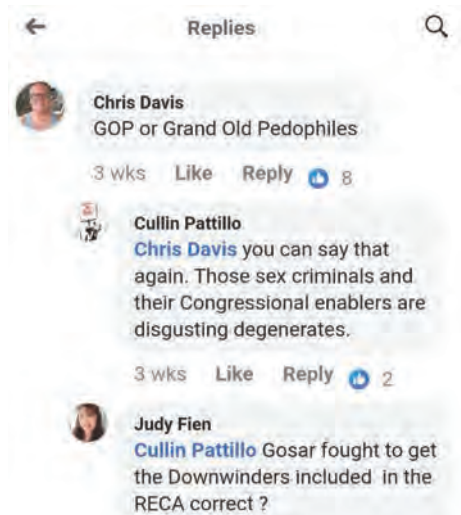 Replies
Chris Davis
GOP or Grand Old Pedophiles
3 wks Like Reply 8
Cullin Pattillo
Chris Davis you can say that
again. Those sex criminals and
their Congressional enablers are
disgusting degenerates.
3 wks Like Reply 2
Judy Fien
Cullin Pattillo Gosar fought to get
the Downwinders included in the
RECA correct ?